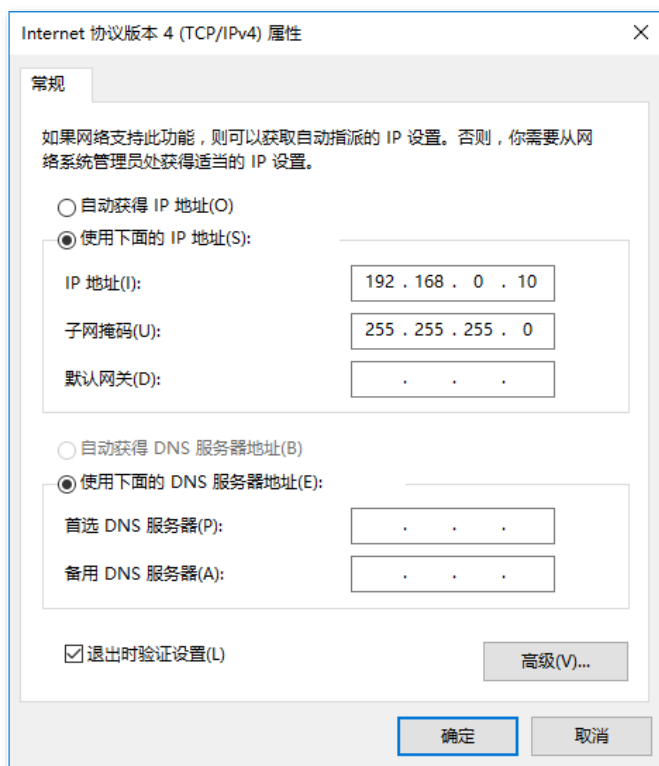 Internet 协议版本 4 (TCP/IPv4) 属性
常规
如果网络支持此功能，则可以获取自动指派的 IP 设置。否则，你需要从网
络系统管理员处获得适当的 IP 设置。
自动获得 IP 地址(O)
使用下面的 IP 地址(S):
IP 地址(I): 192 . 168 . 0 . 10
子网掩码(U): 255 . 255 . 255 . 0
默认网关(D): . . .
自动获得 DNS 服务器地址(B)
使用下面的 DNS 服务器地址(E):
首选 DNS 服务器(P): . . .
备用 DNS 服务器(A): . . .
退出时验证设置(L)
高级(V)...
确定 取消